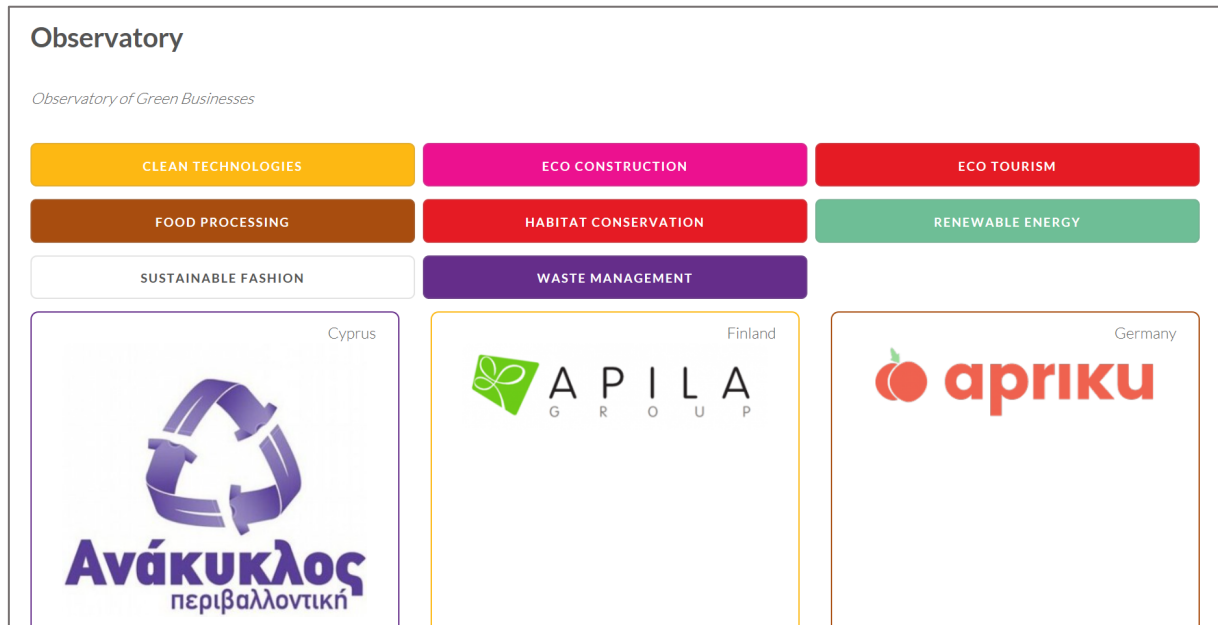 Observatory
Observatory of Green Businesses
CLEAN TECHNOLOGIES
ECO CONSTRUCTION
ECO TOURISM
FOOD PROCESSING
HABITAT CONSERVATION
RENEWABLE ENERGY
SUSTAINABLE FASHION
WASTE MANAGEMENT
Cyprus
Ανάκυκλος
περιβαλλοντική
Finland
APILA
GROUP
Germany
apriku